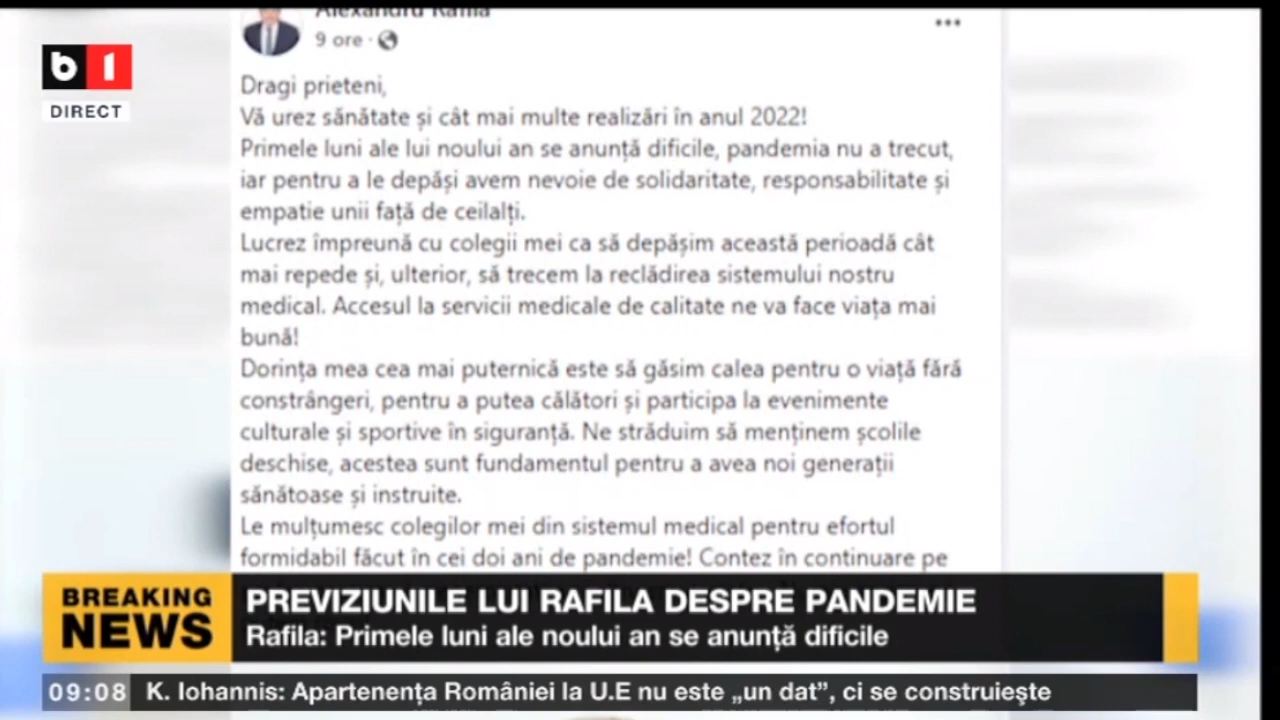 Alexandru Rafila
9 ore
Dragi prieteni,
Vă urez sănătate și cât mai multe realizări în anul 2022!
Primele luni ale lui noului an se anunță dificile, pandemia nu a trecut,
iar pentru a le depăși avem nevoie de solidaritate, responsabilitate și
empatie unii față de ceilalți.
Lucrez împreună cu colegii mei ca să depășim această perioadă cât
mai repede și, ulterior, să trecem la reclădirea sistemului nostru
medical. Accesul la servicii medicale de calitate ne va face viața mai
bună!
Dorința mea cea mai puternică este să găsim calea pentru o viață fără
constrângeri, pentru a putea călători și participa la evenimente
culturale și sportive în siguranță. Ne străduim să menținem școlile
deschise, acestea sunt fundamentul pentru a avea noi generații
sănătoase și instruite.
Le mulțumesc colegilor mei din sistemul medical pentru efortul
formidabil făcut în cei doi ani de pandemie! Contez în continuare pe
b1
DIRECT
BREAKING
NEWS
PREVIZIUNILE LUI RAFILA DESPRE PANDEMIE
Rafila: Primele luni ale noului an se anunță dificile
09:08 K. Iohannis: Apartenența României la U.E nu este „un dat”, ci se construiește